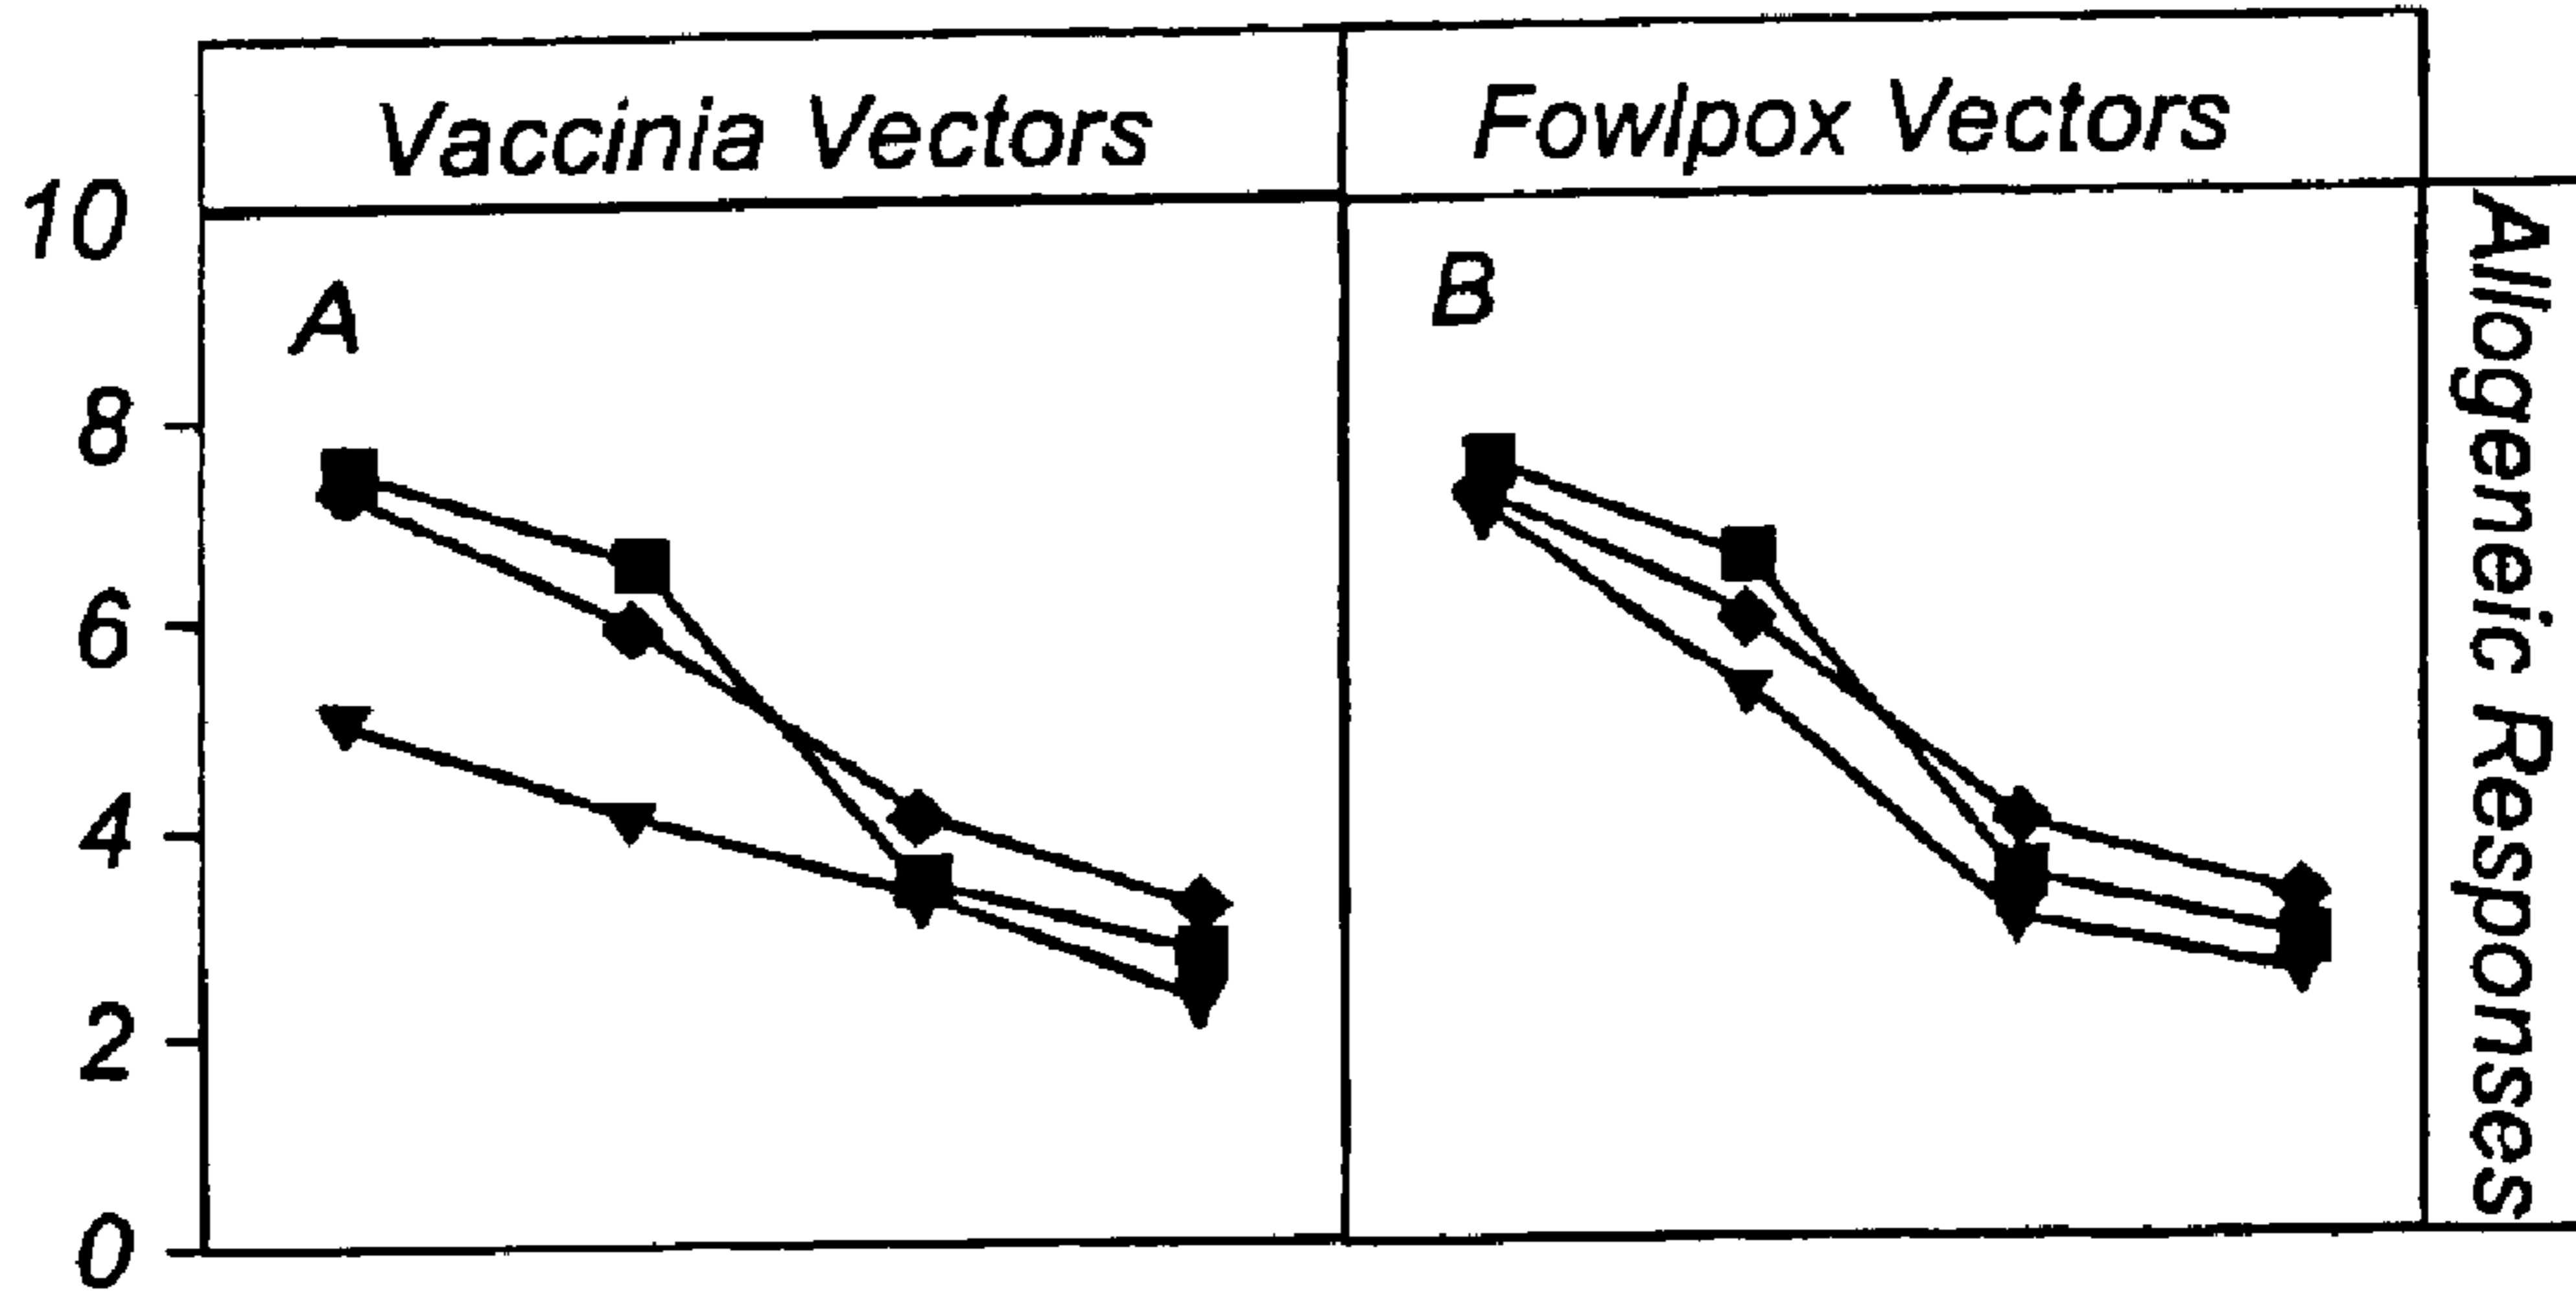 Vaccinia Vectors
Fowlpox Vectors
10
8
6
4
2
0
A
B
Allogeneic Responses